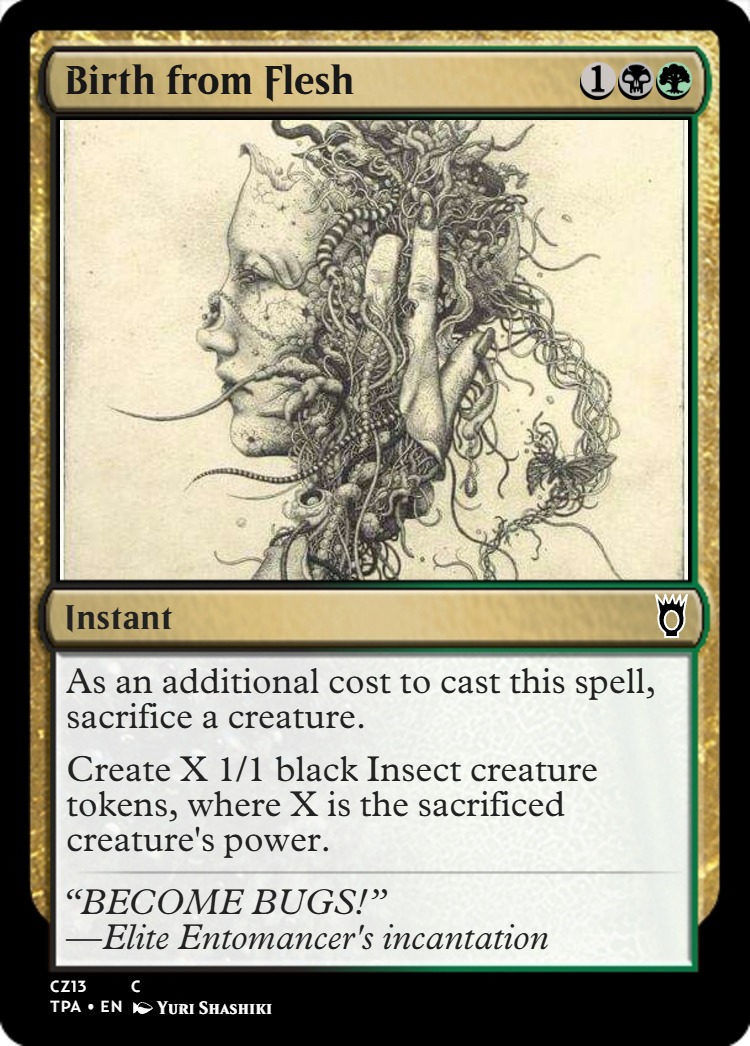 Birth from Flesh 1
Instant
As an additional cost to cast this spell,
sacrifice a creature.
Create X 1/1 black Insect creature
tokens, where X is the sacrificed
creature's power.
“BECOME BUGS!”
—Elite Entomancer's incantation
CZ13 C
TPA • EN Yuri Shashiki